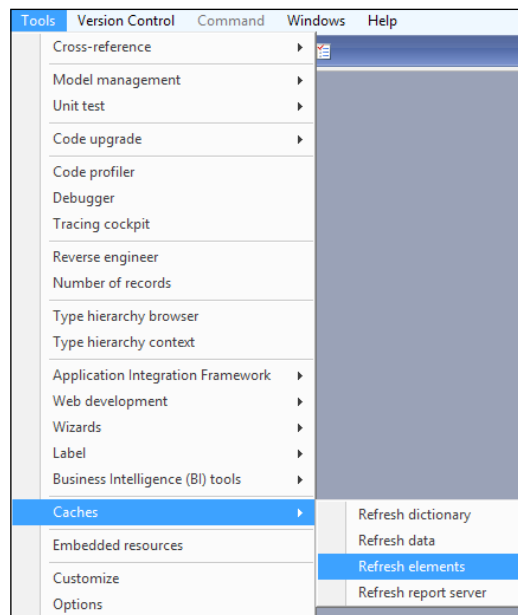 Tools Version Control Command Windows Help
Cross-reference
Model management
Unit test
Code upgrade
Code profiler
Debugger
Tracing cockpit
Reverse engineer
Number of records
Type hierarchy browser
Type hierarchy context
Application Integration Framework
Web development
Wizards
Label
Business Intelligence (BI) tools
Caches
Refresh dictionary
Refresh data
Refresh elements
Refresh report server
Embedded resources
Customize
Options